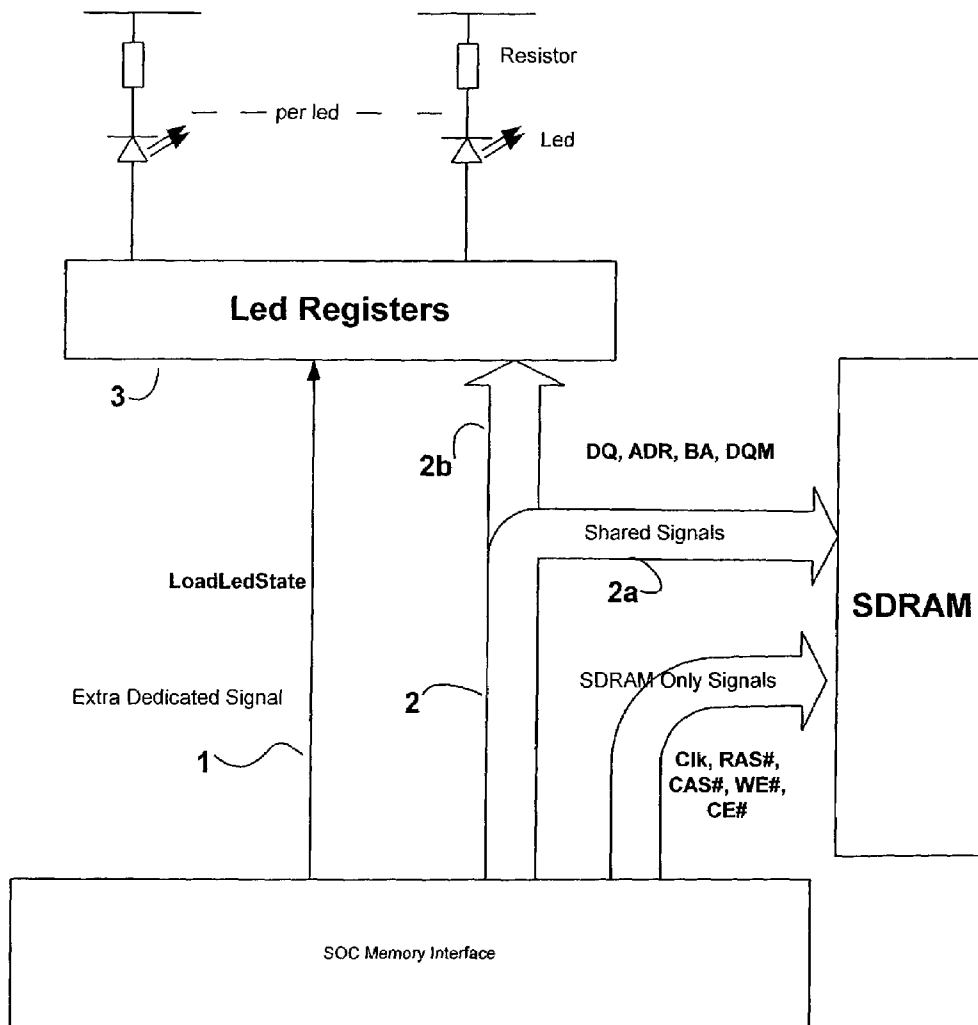 Resistor
per led
Led
Led Registers
3
2b
DQ, ADR, BA, DQM
Shared Signals
2a
LoadLedState
SDRAM
Extra Dedicated Signal
2
SDRAM Only Signals
1
Clk, RAS#,
CAS#, WE#,
CE#
SOC Memory Interface